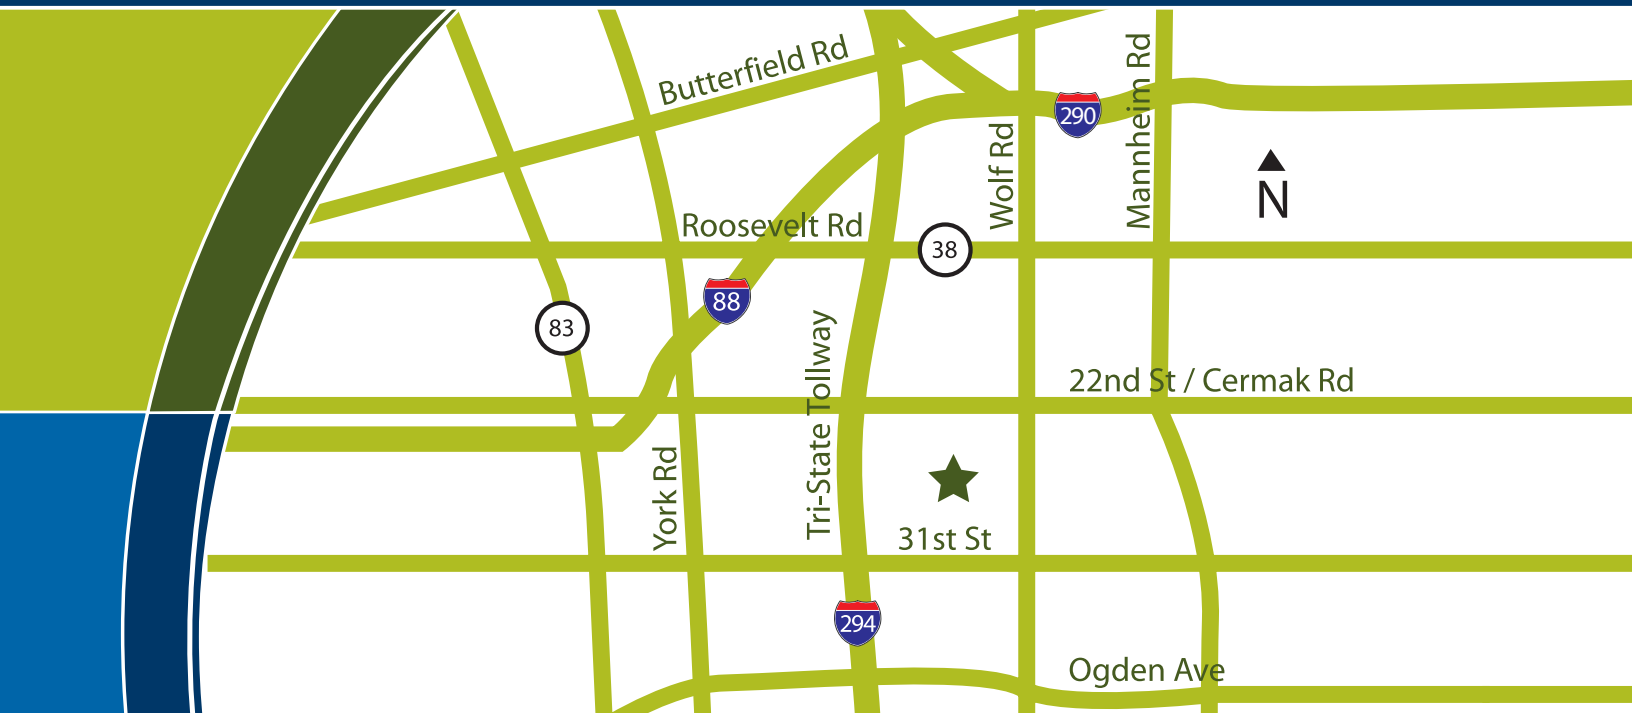 Butterfield Rd
Mannheim Rd
290
Wolf Rd
N
Roosevelt Rd
38
88
83
Tri-State Tollway
22nd St / Cermak Rd
York Rd
31st St
294
Ogden Ave